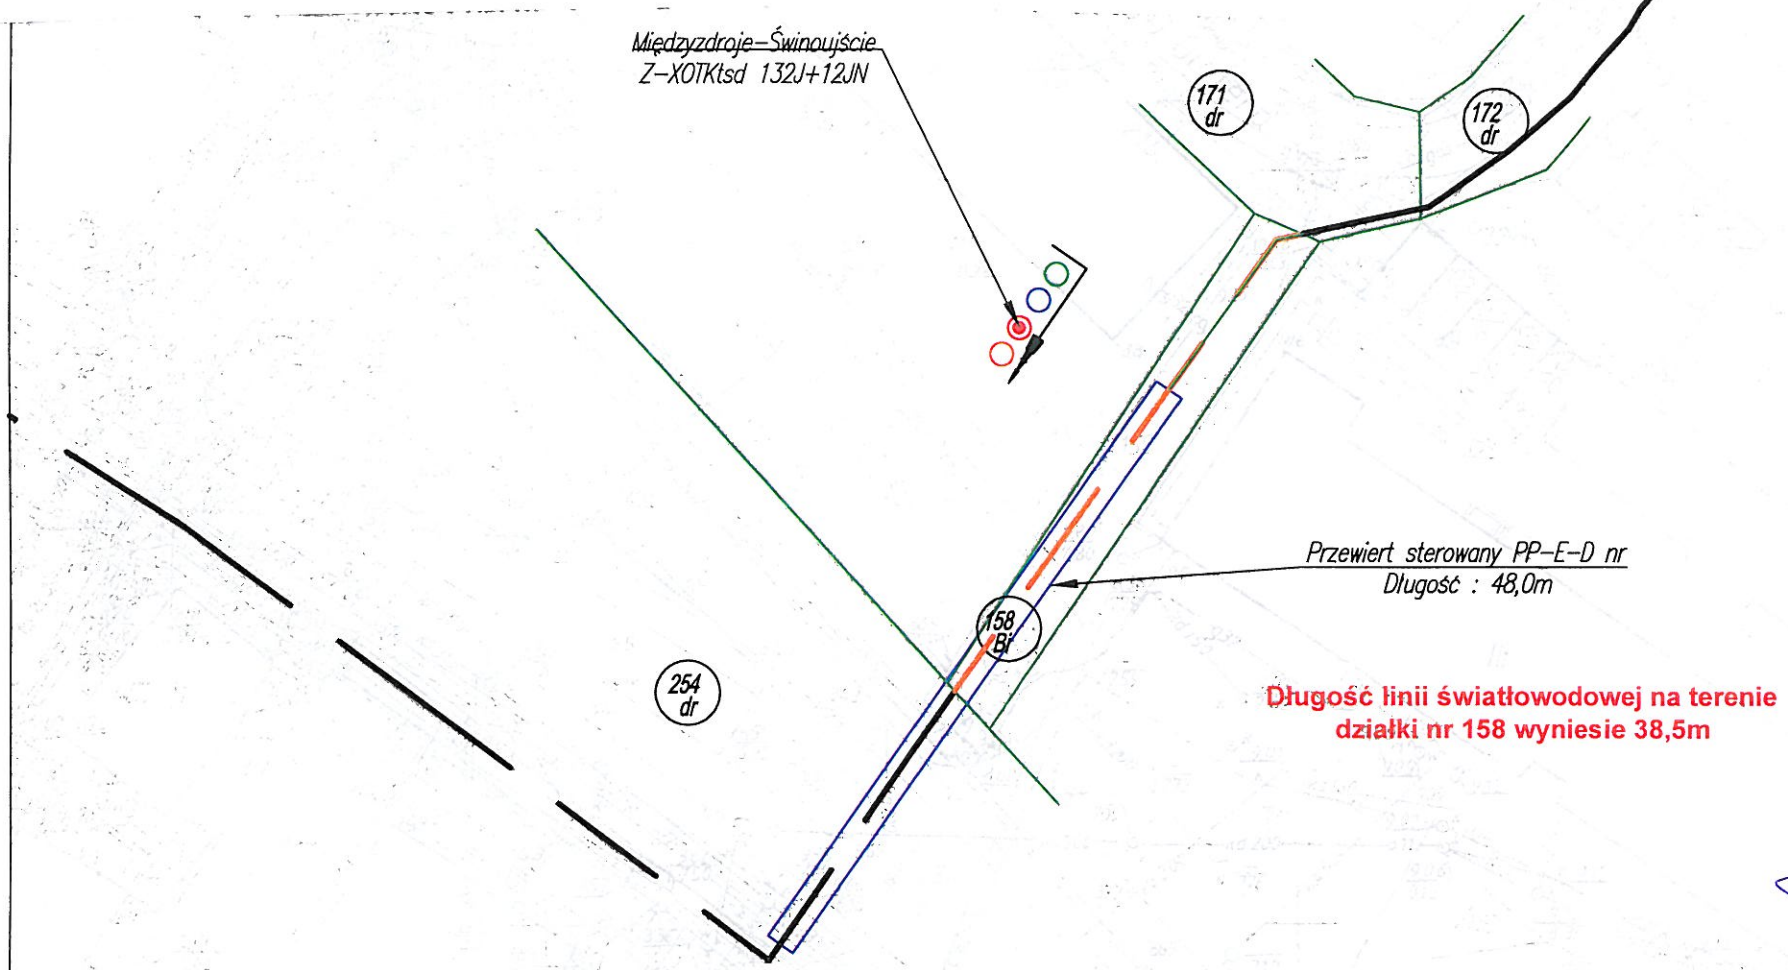 Międzyzdroje-Świnoujście
Z-XOTKtsd 132J+12JN
171
dr
172
dr
Przewiert sterowany PP-E-D nr
Długość : 48,0m
158
Bi
254
dr
Długość linii światłowodowej na terenie
działki nr 158 wyniesie 38,5m